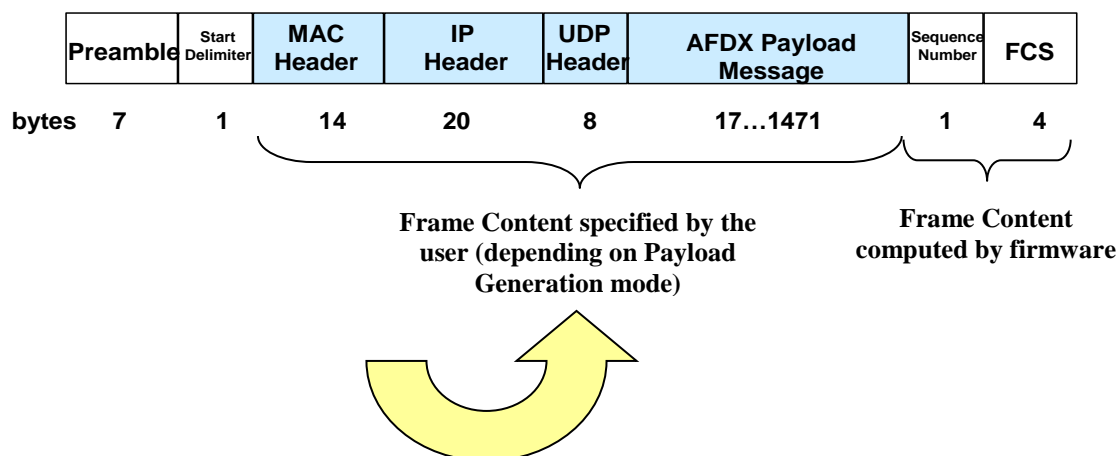 Preamble
Start
Delimiter
MAC
Header
IP
Header
UDP
Header
AFDX Payload
Message
Sequence
Number
FCS
bytes 7 1 14 20 8 17...1471 1 4
Frame Content specified by the
user (depending on Payload
Generation mode)
Frame Content
computed by firmware